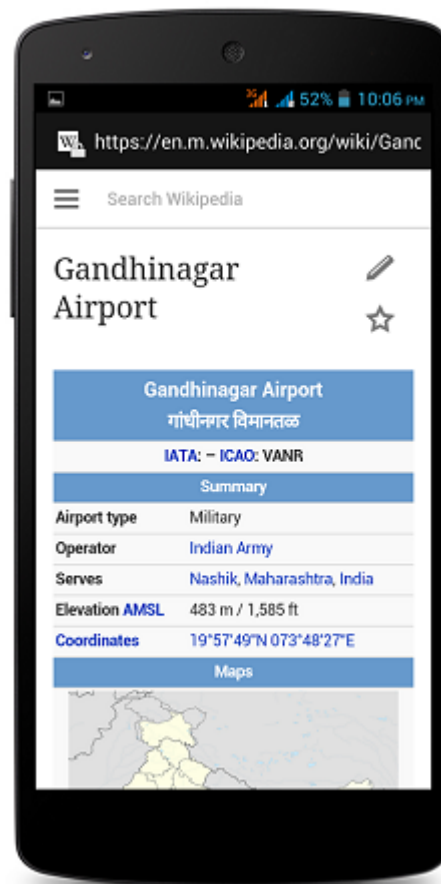 3G 52% 10:06 PM
https://en.m.wikipedia.org/wiki/Ganc
Search Wikipedia
Gandhinagar
Airport
Gandhinagar Airport
गांधीनगर विमानतळ
IATA: – ICAO: VANR
Summary
Airport type Military
Operator Indian Army
Serves Nashik, Maharashtra, India
Elevation AMSL 483 m / 1,585 ft
Coordinates 19°57'49"N 073°48'27"E
Maps